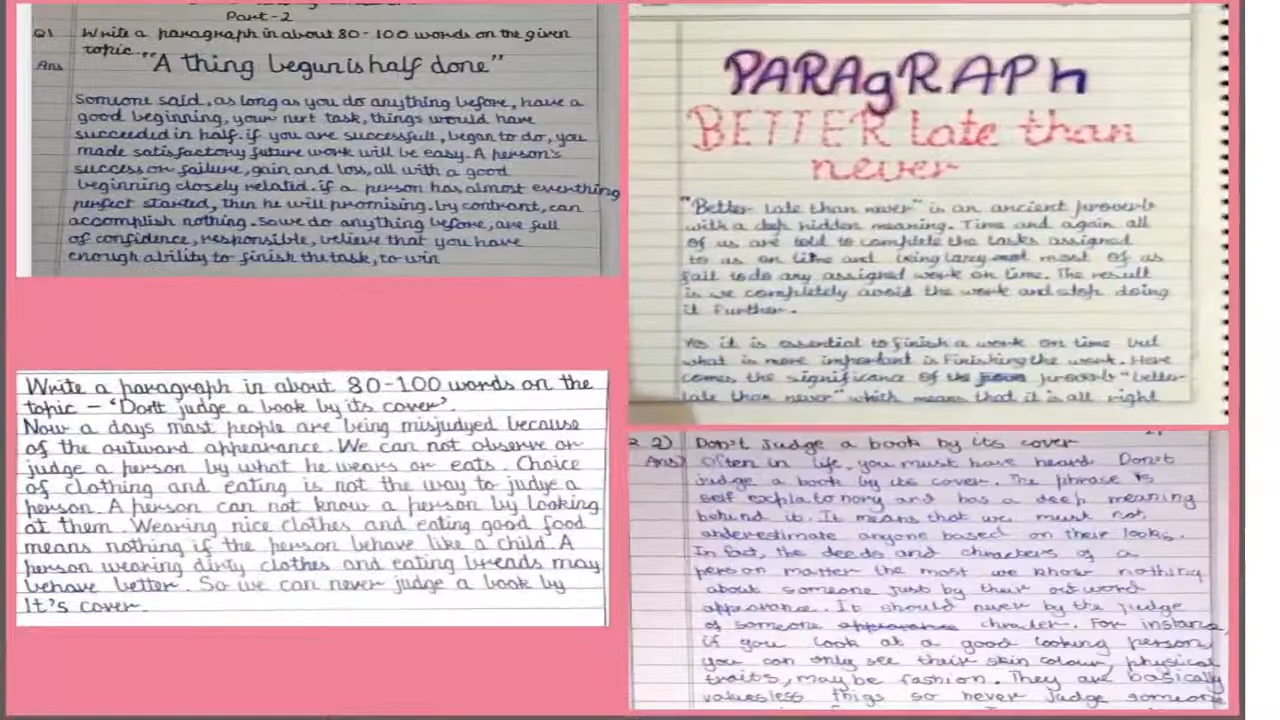 Part-2
Q1 Write a paragraph in about 80-100 words on the given
topic..
Ans "A thing begun is half done"
Someone said, as long as you do anything before, have a
good beginning, your next task, things would have
succeeded in half. if you are successfull, began to do, you
made satisfactory future work will be easy. A person's
success on failure, gain and loss, all with a good
beginning closely related. if a person has almost everthing
perfect started, then he will promising. by contrant, can
accomplish nothing. So we do anything before, are full
of confidence, responsible, believe that you have
enough ability to finish the task, to win
Write a paragraph in about 80-100 words on the
topic - 'Don't judge a book by its cover'.
Now a days most people are being misjudyed because
of the outward appearance. We can not observe or
judge a person by what he wears or eats. Choice
of clothing and eating is not the way to judye a
person. A person can not know a person by looking
at them. Wearing nice clothes and eating good food
means nothing if the person behave like a child. A
person wearing dirty clothes and eating breads may
behave better. So we can never judge a book by
It's cover.
PARAgRAPh
BETTER late than
never
"Better late than never" is an ancient proverb
with a deep hidden meaning. Time and again all
of us are told to complete the tasks assigned
to us on time and being lazy most of us
fail to do any assigned work on time. The result
is we completely avoid the work and stop doing
it Further.
Yes it is essential to finish a work on time but
what is more important is Finishing the work. Here
comes the significance of the proverb "better
late than never" which means that it is all right
2) Don't judge a book by its cover
Ans) Often in life, you must have heard Don't
judge a book by its cover. The phrase is
self expla to nory and has a deep meaning
behind it. It means that we must not
underestimate anyone based on their looks.
In fact, the deeds and chracters of a
person matter the most we know nothing
about someone just by their out word
apparance. It should never by the judge
of someone chracter. For instance,
if you look at a good looking person,
you can only see their skin colour, physical
traits, may be fashion. They are basically
valuesless thigs so never judge someone